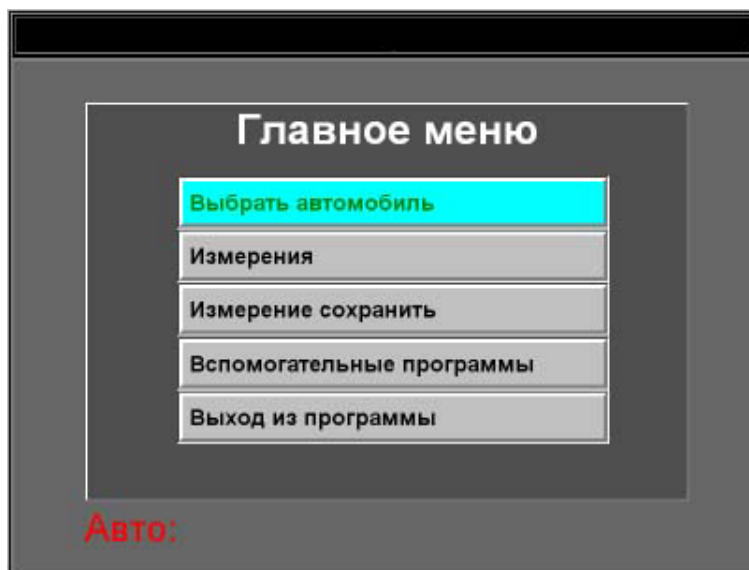 Главное меню
Выбрать автомобиль
Измерения
Измерение сохранить
Вспомогательные программы
Выход из программы
Авто: